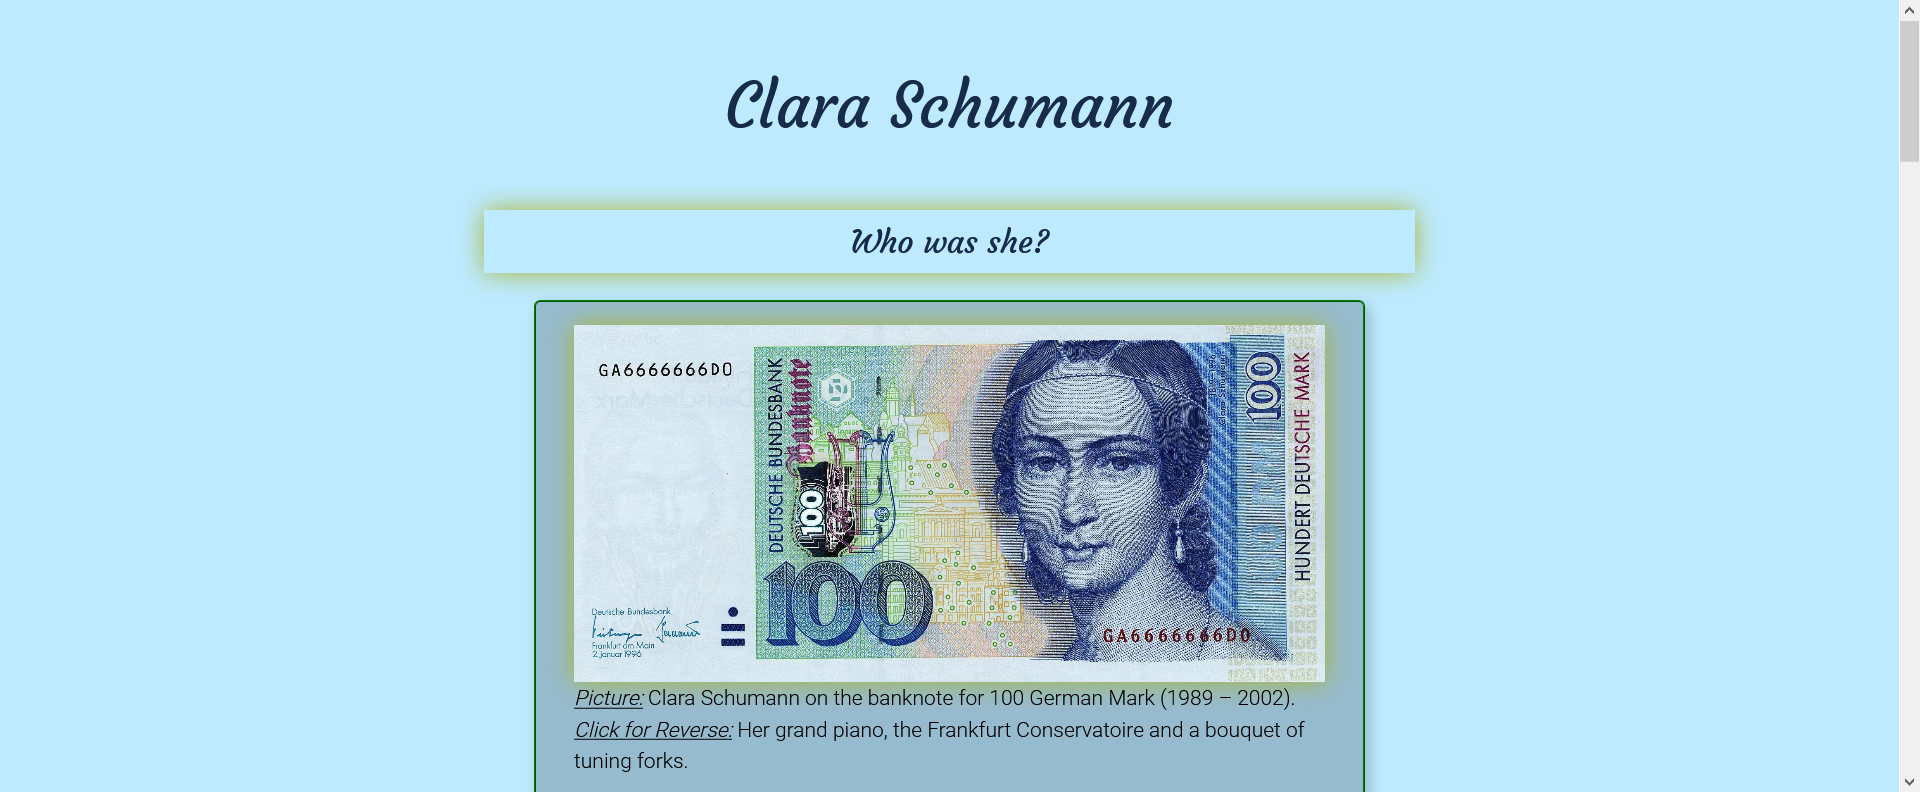 Clara Schumann
Who was she?
GA6666666D0
DEUTSCHE BUNDESBANK
Banknote
100
100
HUNDERT DEUTSCHE MARK
100
Deutsche Bundesbank
Frankfurt am Main
2. Januar 1996
GA6666666D0
Picture: Clara Schumann on the banknote for 100 German Mark (1989 – 2002).
Click for Reverse: Her grand piano, the Frankfurt Conservatoire and a bouquet of
tuning forks.